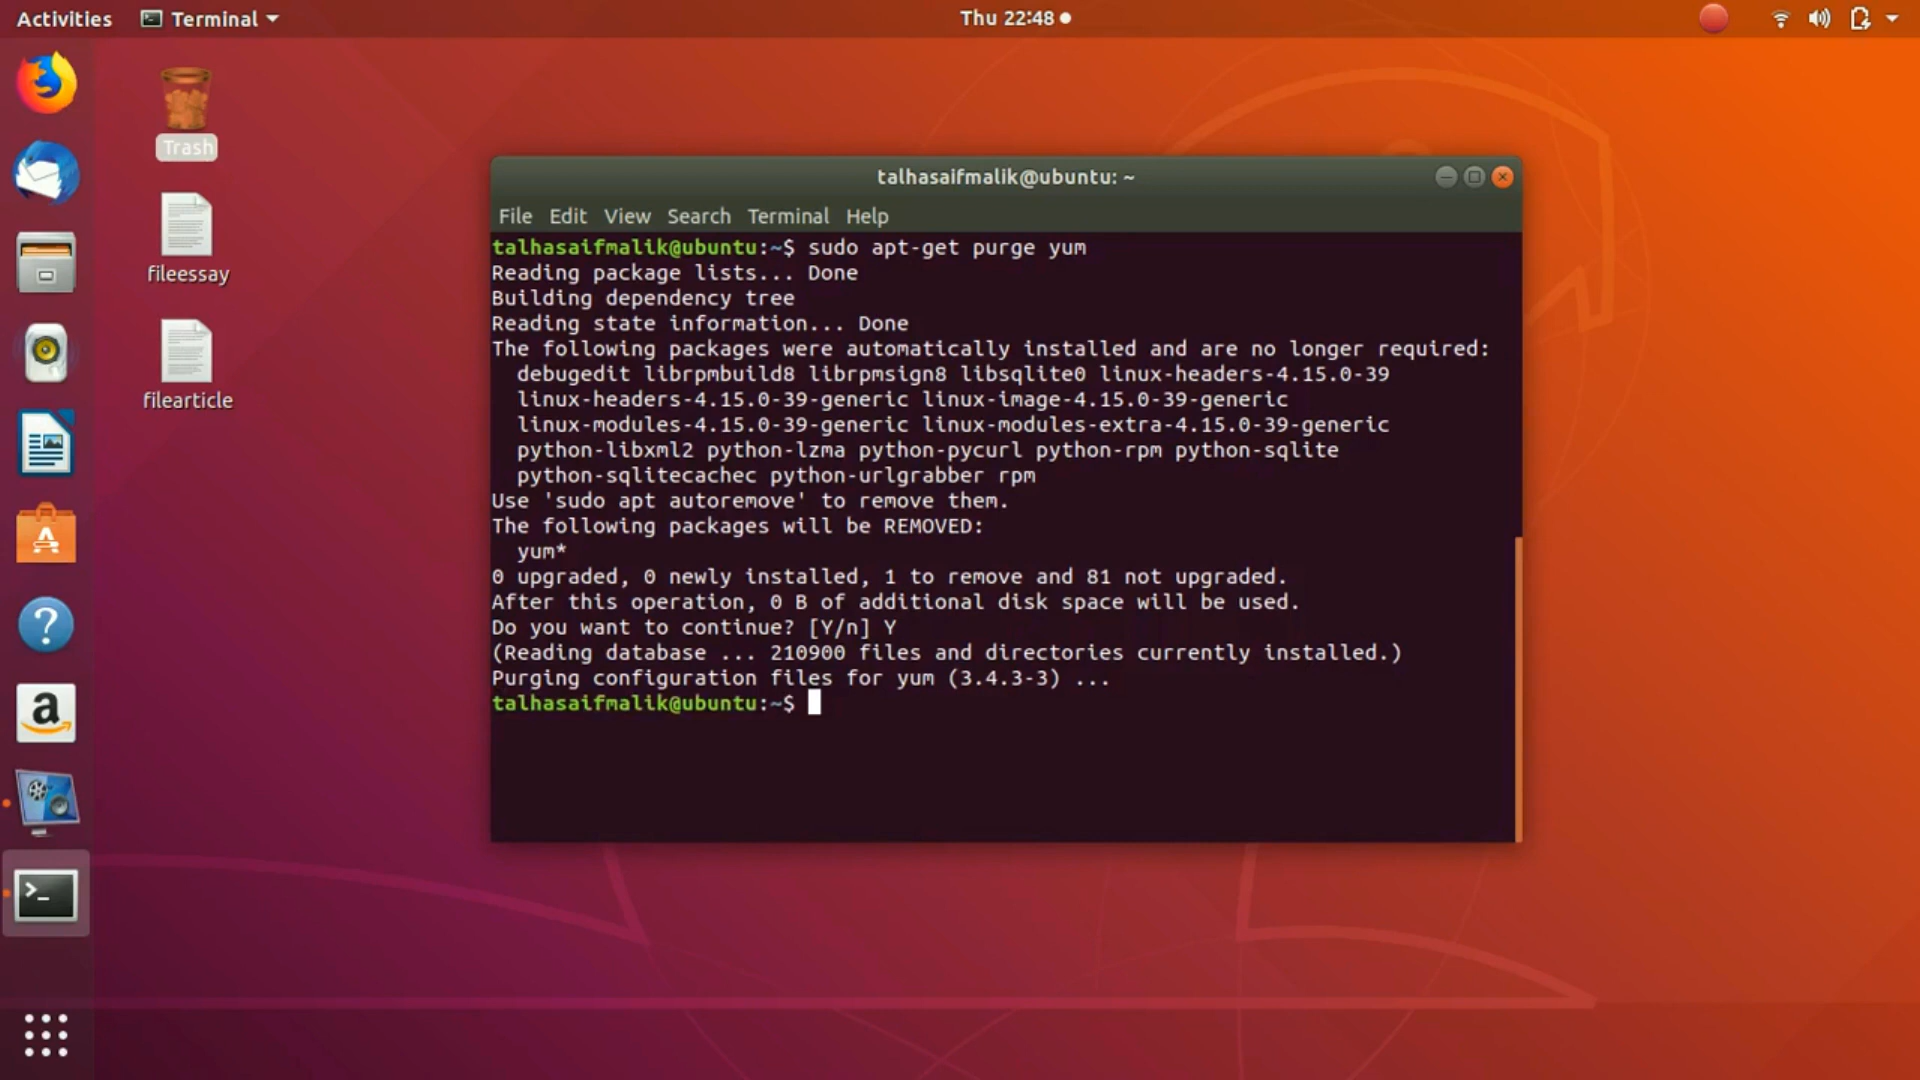 Activities
Terminal
Thu 22:48
Trash
fileessay
filearticle
talhasaifmalik@ubuntu: ~
File Edit View Search Terminal Help
talhasaifmalik@ubuntu:~$ sudo apt-get purge yum
Reading package lists... Done
Building dependency tree
Reading state information... Done
The following packages were automatically installed and are no longer required:
  debugedit librpmbuild8 librpmsign8 libsqlite0 linux-headers-4.15.0-39
  linux-headers-4.15.0-39-generic linux-image-4.15.0-39-generic
  linux-modules-4.15.0-39-generic linux-modules-extra-4.15.0-39-generic
  python-libxml2 python-lzma python-pycurl python-rpm python-sqlite
  python-sqlitecachec python-urlgrabber rpm
Use 'sudo apt autoremove' to remove them.
The following packages will be REMOVED:
  yum*
0 upgraded, 0 newly installed, 1 to remove and 81 not upgraded.
After this operation, 0 B of additional disk space will be used.
Do you want to continue? [Y/n] Y
(Reading database ... 210900 files and directories currently installed.)
Purging configuration files for yum (3.4.3-3) ...
talhasaifmalik@ubuntu:~$